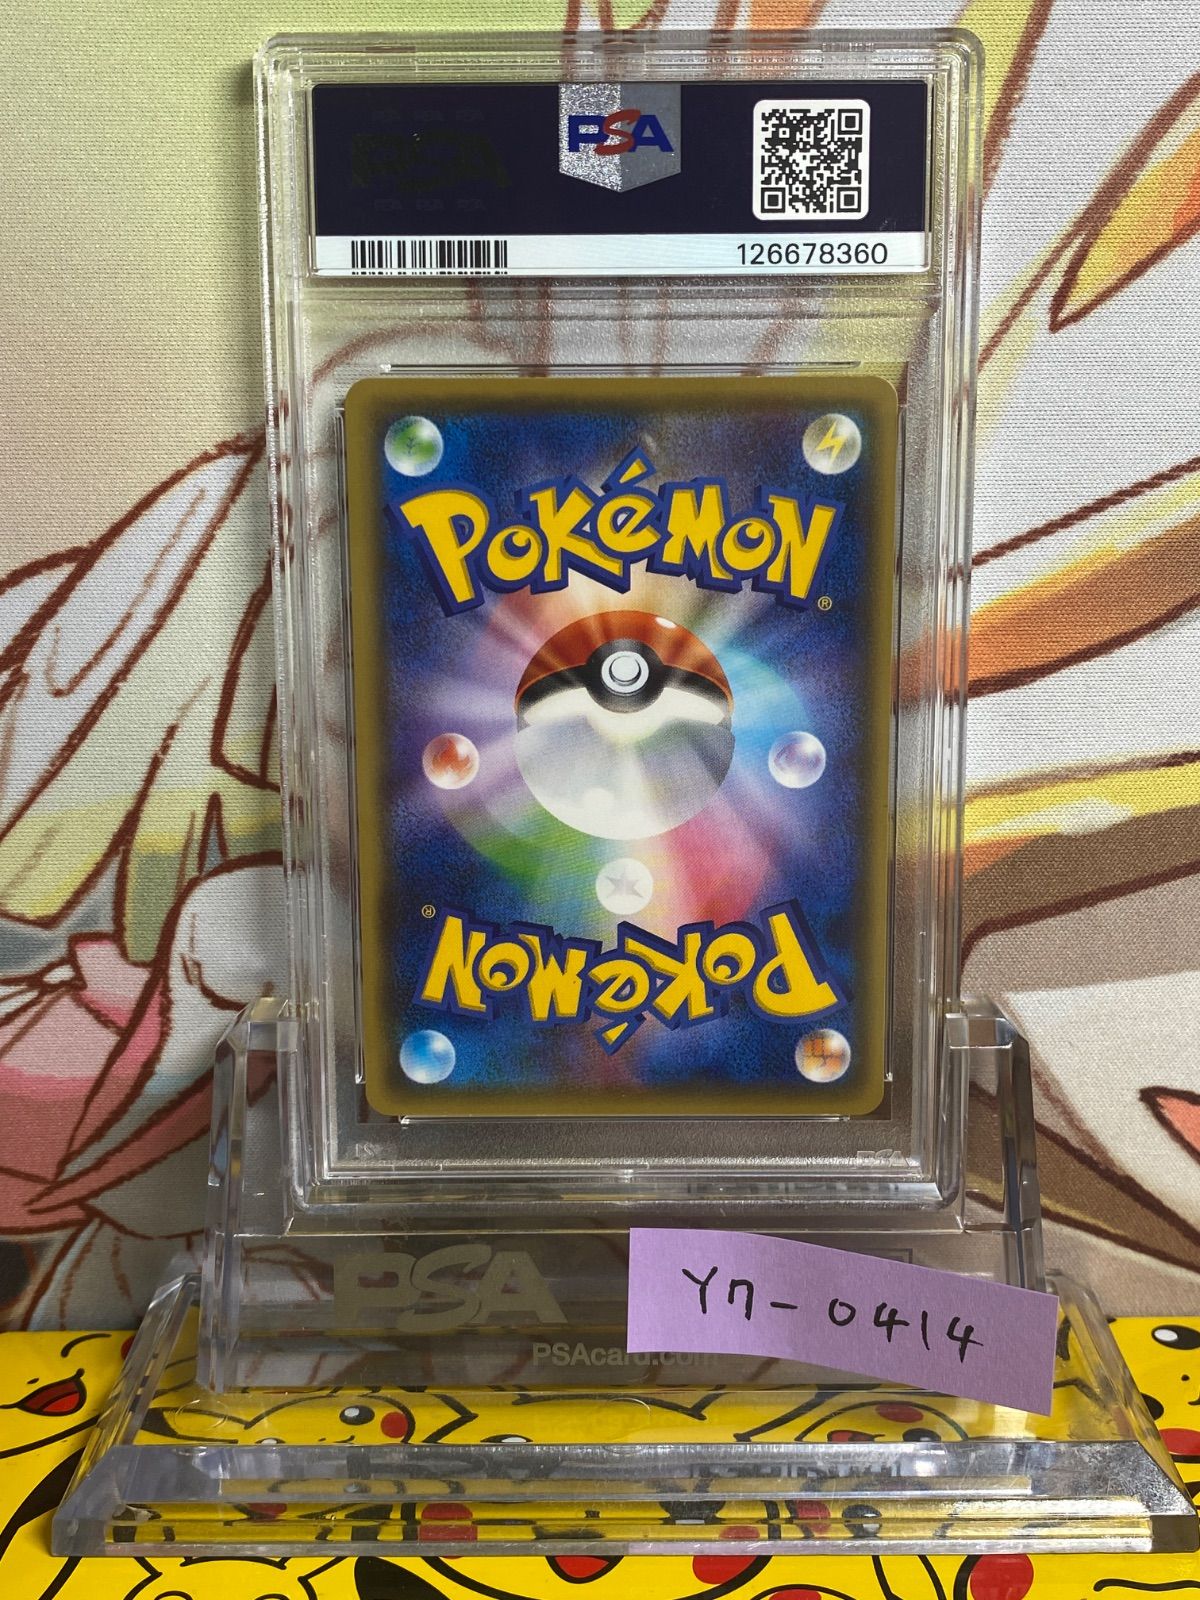 PSA
126678360
POKéMON
®
®
POKéMON
PSA
PSAcard.com
Y7-0414